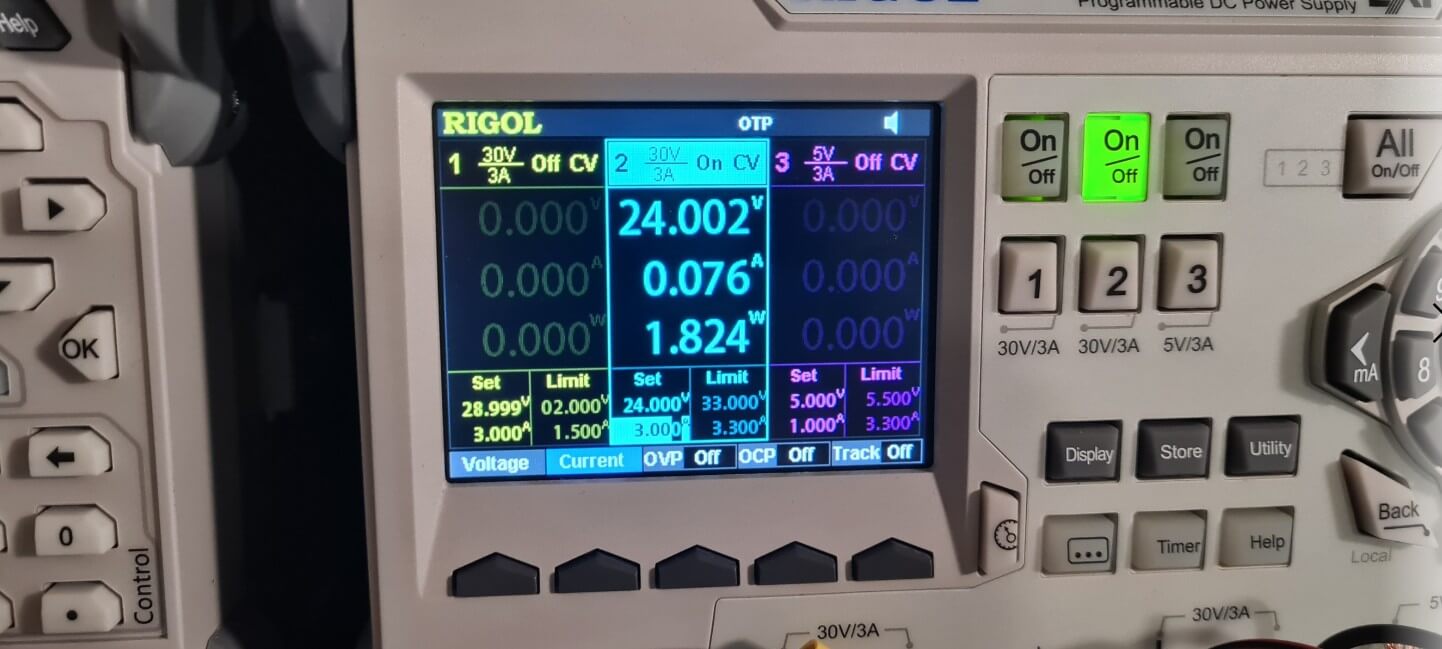 Help
Programmable DC Power Supply
RIGOL OTP
1 30V/3A Off CV 2 30V/3A On CV 3 5V/3A Off CV
0.000V 24.002V 0.000V
0.000A 0.076A 0.000A
0.000W 1.824W 0.000W
Set Limit Set Limit Set Limit
28.999V 02.000V 24.000V 33.000V 5.000V 5.500V
3.000A 1.500A 3.000A 3.300A 1.000A 3.300A
Voltage Current OVP Off OCP Off Track Off
On/Off On/Off On/Off
1 2 3
All
On/Off
1 2 3
30V/3A 30V/3A 5V/3A
mA
8
Display Store Utility
Back
Local
... Timer Help
30V/3A 30V/3A 5V
OK
0
.
Control